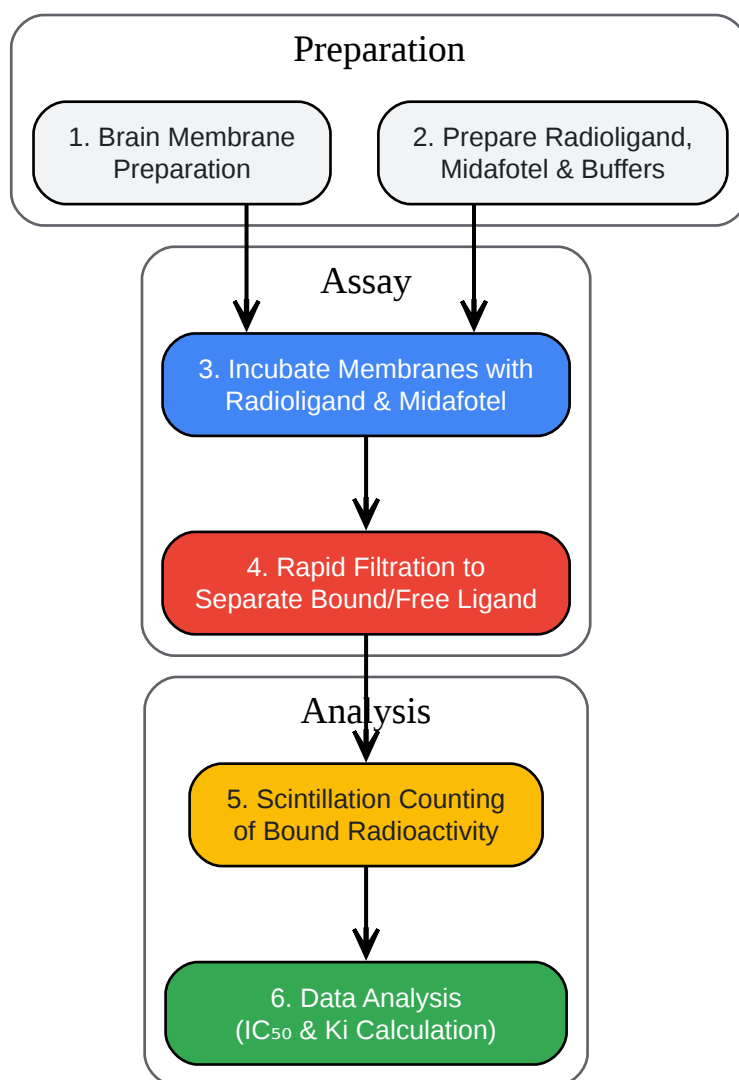 Preparation
1. Brain Membrane
Preparation
2. Prepare Radioligand,
Midafotel & Buffers
Assay
3. Incubate Membranes with
Radioligand & Midafotel
4. Rapid Filtration to
Separate Bound/Free Ligand
Analysis
5. Scintillation Counting
of Bound Radioactivity
6. Data Analysis
(IC₅₀ & Ki Calculation)